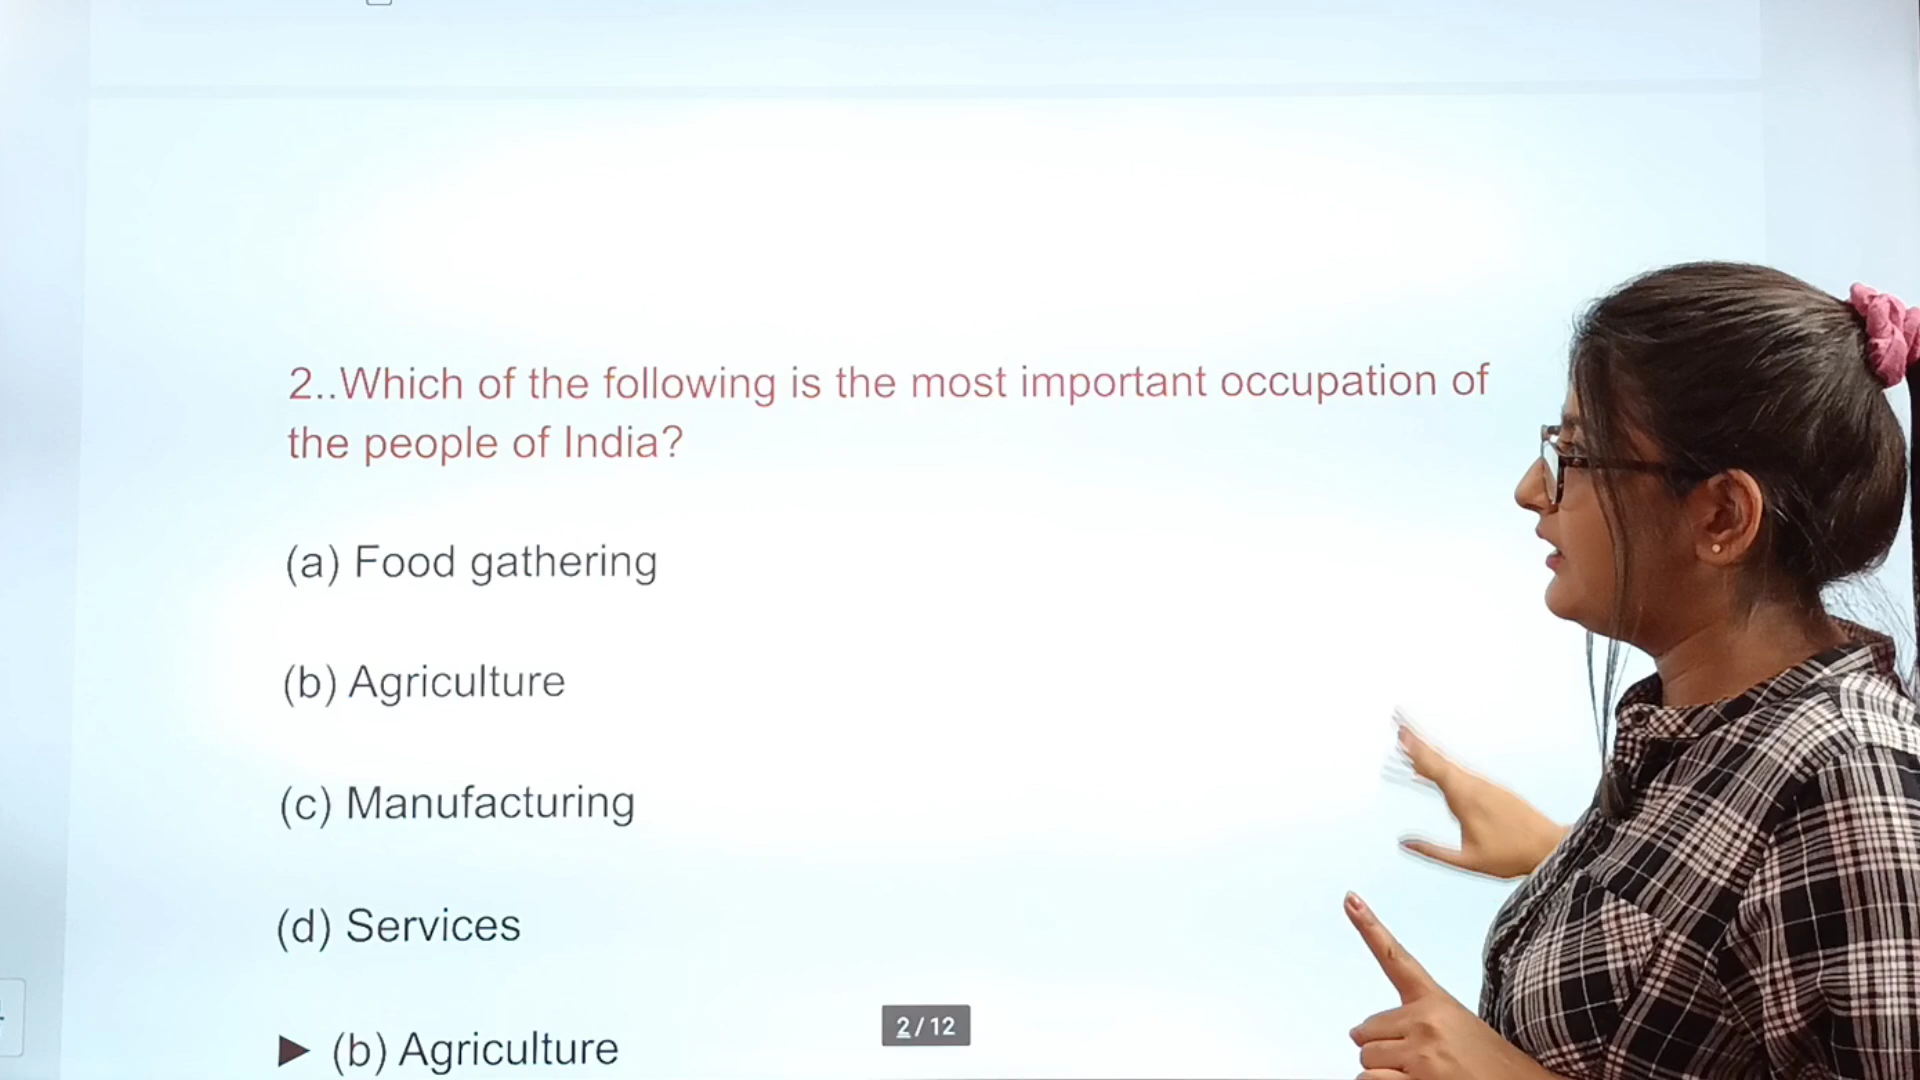 2..Which of the following is the most important occupation of
the people of India?
(a) Food gathering
(b) Agriculture
(c) Manufacturing
(d) Services
► (b) Agriculture
2/12